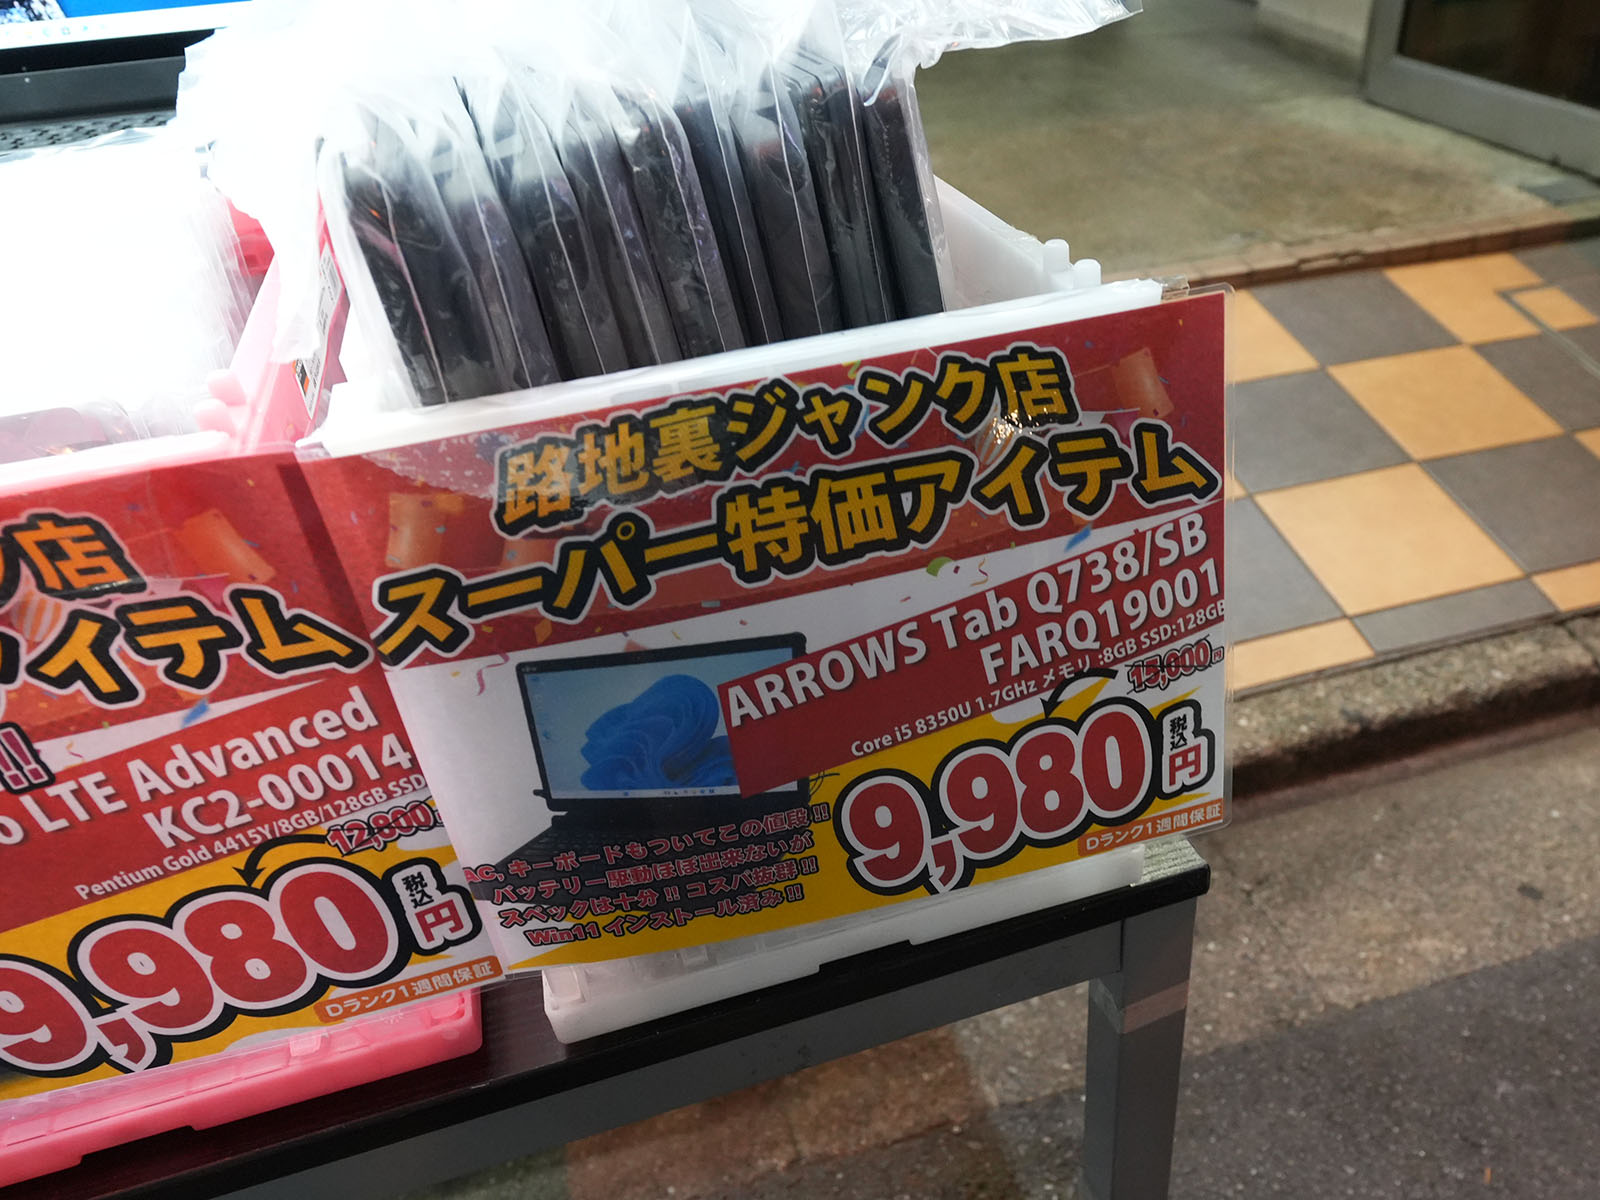 路地裏ジャンク店
スーパー特価アイテム
ARROWS Tab Q738/SB
FARQ19001
Core i5 8350U 1.7GHz メモリ:8GB SSD:128GB
15,000円
9,980
税込
円
Dランク1週間保証
AC, キーボードもついてこの値段!!
バッテリー駆動ほぼ出来ないが
スペックは十分!! コスパ抜群!!
Win11 インストール済み!!
店
イテム
!!
LTE Advanced
KC2-00014
Pentium Gold 4415Y/8GB/128GB SSD
12,800
9,980
税込
円
Dランク1週間保証